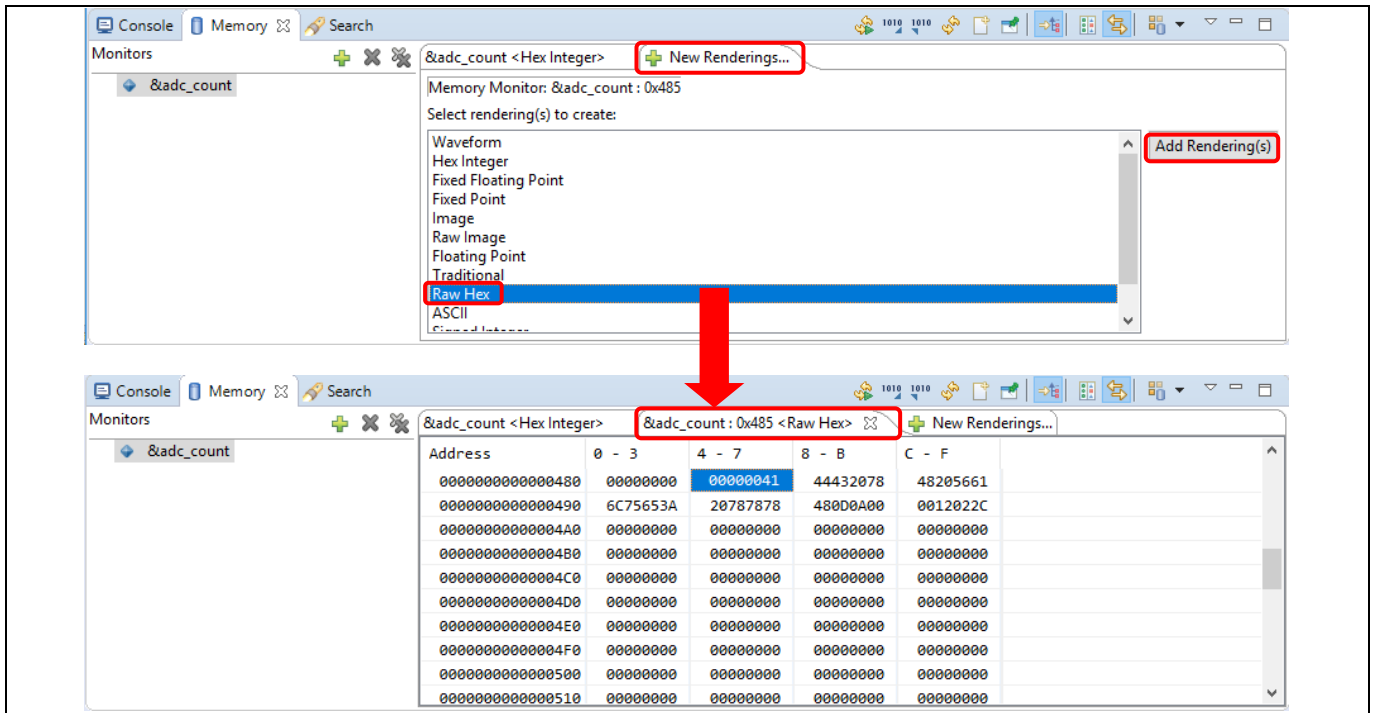 Console Memory Search
Monitors
&adc_count <Hex Integer> New Renderings...
&adc_count
Memory Monitor: &adc_count : 0x485
Select rendering(s) to create:
Waveform
Add Rendering(s)
Hex Integer
Fixed Floating Point
Fixed Point
Image
Raw Image
Floating Point
Traditional
Raw Hex
ASCII
Signed Integer
Console Memory Search
Monitors
&adc_count <Hex Integer> &adc_count : 0x485 <Raw Hex> New Renderings...
&adc_count
Address 0 - 3 4 - 7 8 - B C - F
0000000000000480 00000000 00000041 44432078 48205661
0000000000000490 6C75653A 20787878 480D0A00 0012022C
00000000000004A0 00000000 00000000 00000000 00000000
00000000000004B0 00000000 00000000 00000000 00000000
00000000000004C0 00000000 00000000 00000000 00000000
00000000000004D0 00000000 00000000 00000000 00000000
00000000000004E0 00000000 00000000 00000000 00000000
00000000000004F0 00000000 00000000 00000000 00000000
0000000000000500 00000000 00000000 00000000 00000000
0000000000000510 00000000 00000000 00000000 00000000